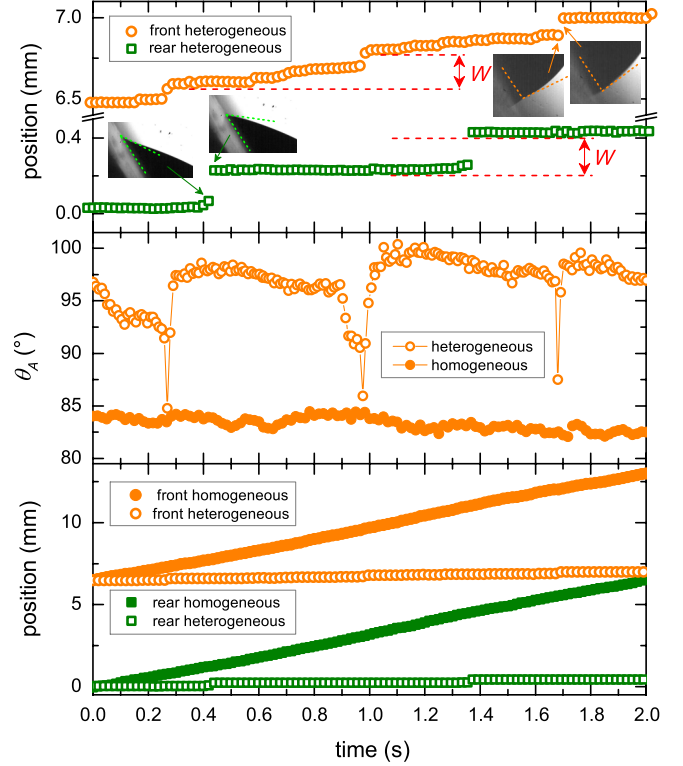 front heterogeneous
rear heterogeneous
position (mm)
7.0
6.5
0.4
0.0
W
W
θA (°)
100
95
90
85
80
heterogeneous
homogeneous
position (mm)
10
5
0
front homogeneous
front heterogeneous
rear homogeneous
rear heterogeneous
0.0 0.2 0.4 0.6 0.8 1.0 1.2 1.4 1.6 1.8 2.0
time (s)